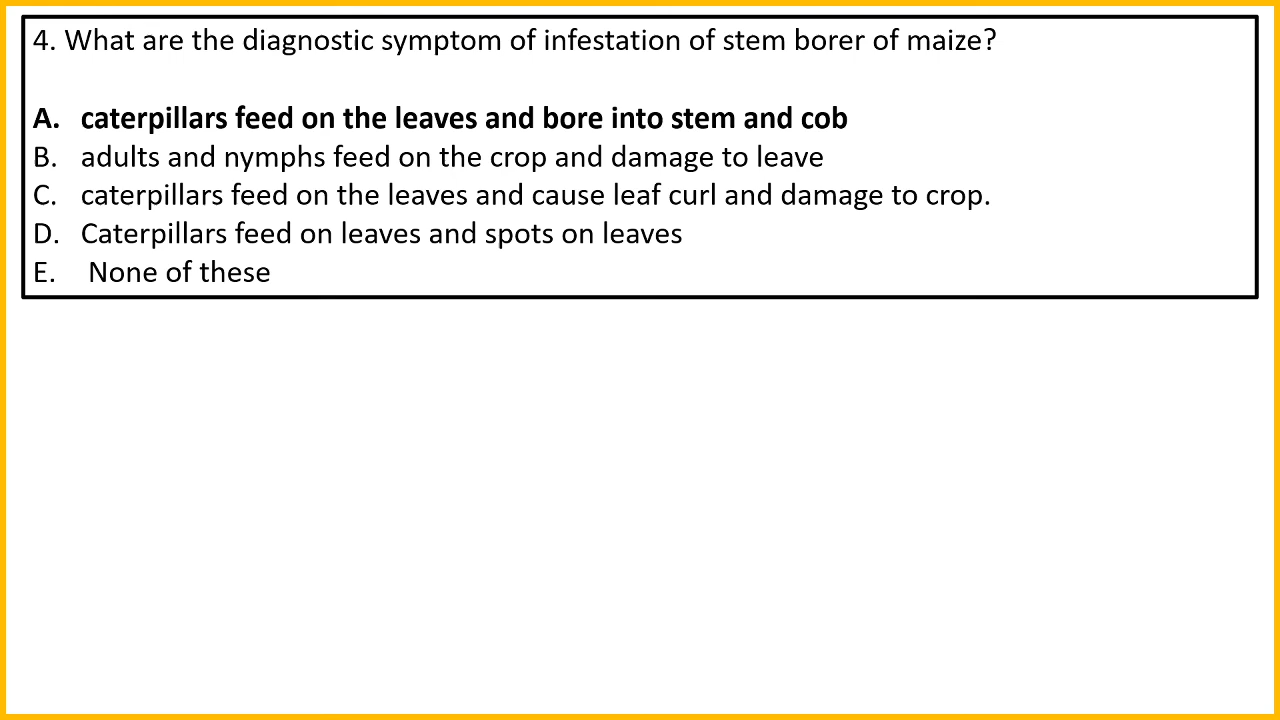 4. What are the diagnostic symptom of infestation of stem borer of maize?
A. caterpillars feed on the leaves and bore into stem and cob
B. adults and nymphs feed on the crop and damage to leave
C. caterpillars feed on the leaves and cause leaf curl and damage to crop.
D. Caterpillars feed on leaves and spots on leaves
E. None of these